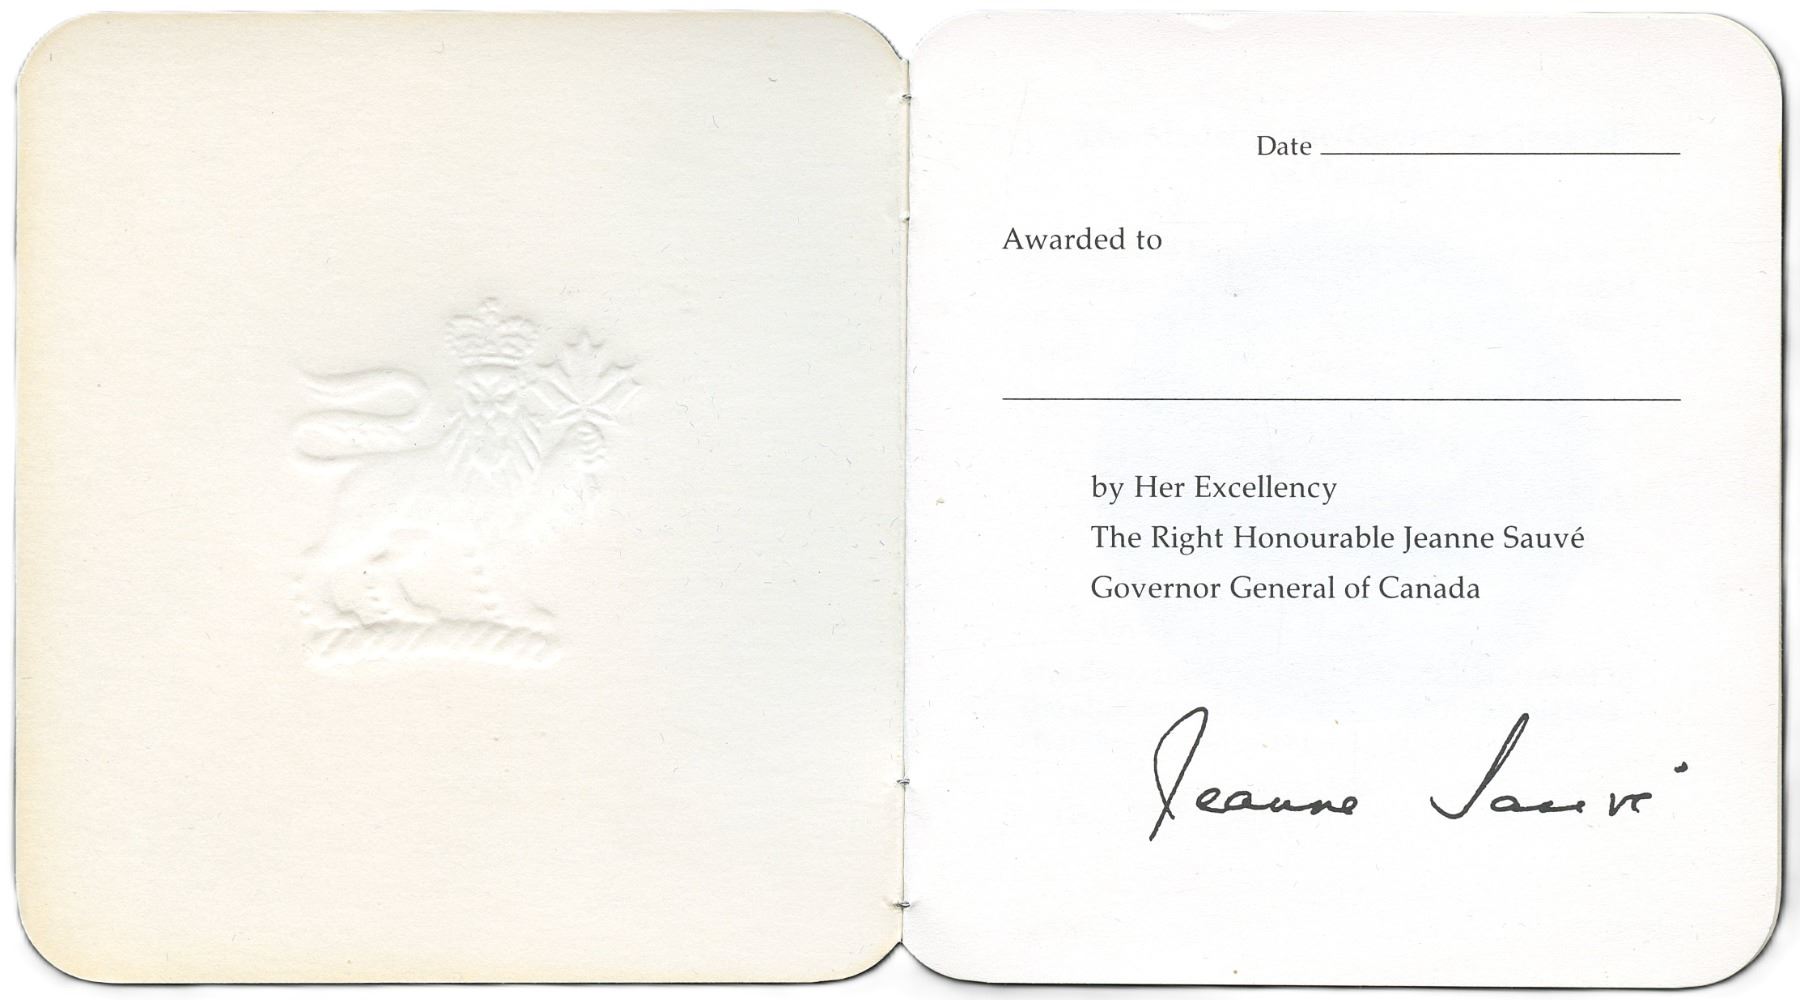 Date
Awarded to
by Her Excellency
The Right Honourable Jeanne Sauvé
Governor General of Canada
Jeanne Sauvé